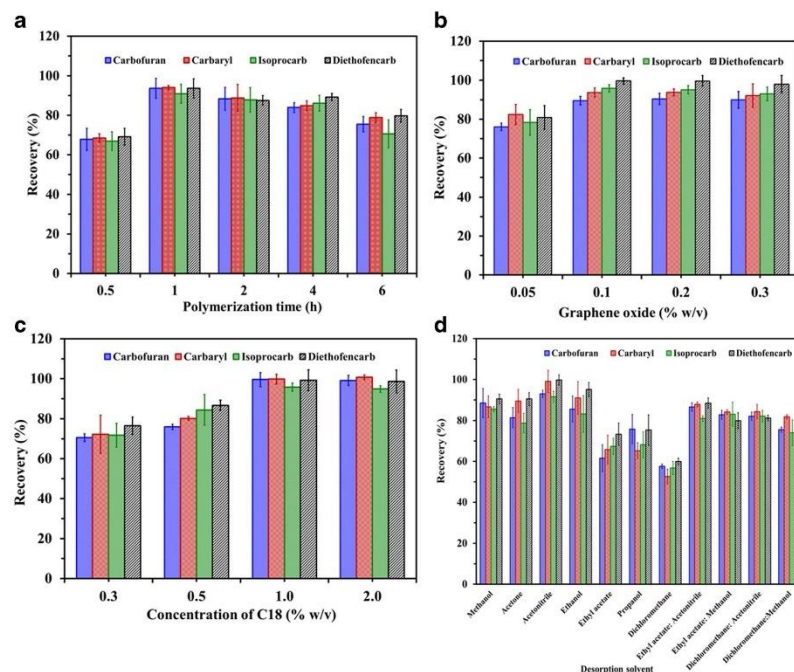 a
120
100
80
60
40
20
0
Recovery (%)
Carbofuran Carbaryl Isoprocarb Diethofencarb
0.5 1 2 4 6
Polymerization time (h)
b
120
100
80
60
40
20
0
Recovery (%)
Carbofuran Carbaryl Isoprocarb Diethofencarb
0.05 0.1 0.2 0.3
Graphene oxide (% w/v)
c
120
100
80
60
40
20
0
Recovery (%)
Carbofuran Carbaryl Isoprocarb Diethofencarb
0.3 0.5 1.0 2.0
Concentration of C18 (% w/v)
d
120
100
80
60
40
20
0
Recovery (%)
Carbofuran Carbaryl Isoprocarb Diethofencarb
Methanol
Acetone
Acetonitrile
Ethanol
Ethyl acetate
Propanol
Dichloromethane
Ethyl acetate: Acetonitrile
Ethyl acetate: Methanol
Dichloromethane: Acetonitrile
Dichloromethane:Methanol
Desorption solvent